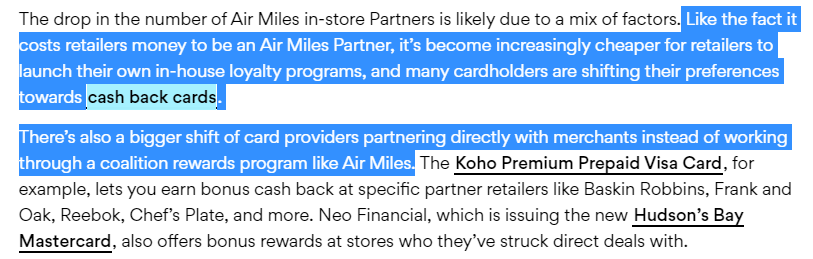 The drop in the number of Air Miles in-store Partners is likely due to a mix of factors. Like the fact it
costs retailers money to be an Air Miles Partner, it’s become increasingly cheaper for retailers to
launch their own in-house loyalty programs, and many cardholders are shifting their preferences
towards cash back cards.
There’s also a bigger shift of card providers partnering directly with merchants instead of working
through a coalition rewards program like Air Miles. The Koho Premium Prepaid Visa Card, for
example, lets you earn bonus cash back at specific partner retailers like Baskin Robbins, Frank and
Oak, Reebok, Chef’s Plate, and more. Neo Financial, which is issuing the new Hudson’s Bay
Mastercard, also offers bonus rewards at stores who they’ve struck direct deals with.